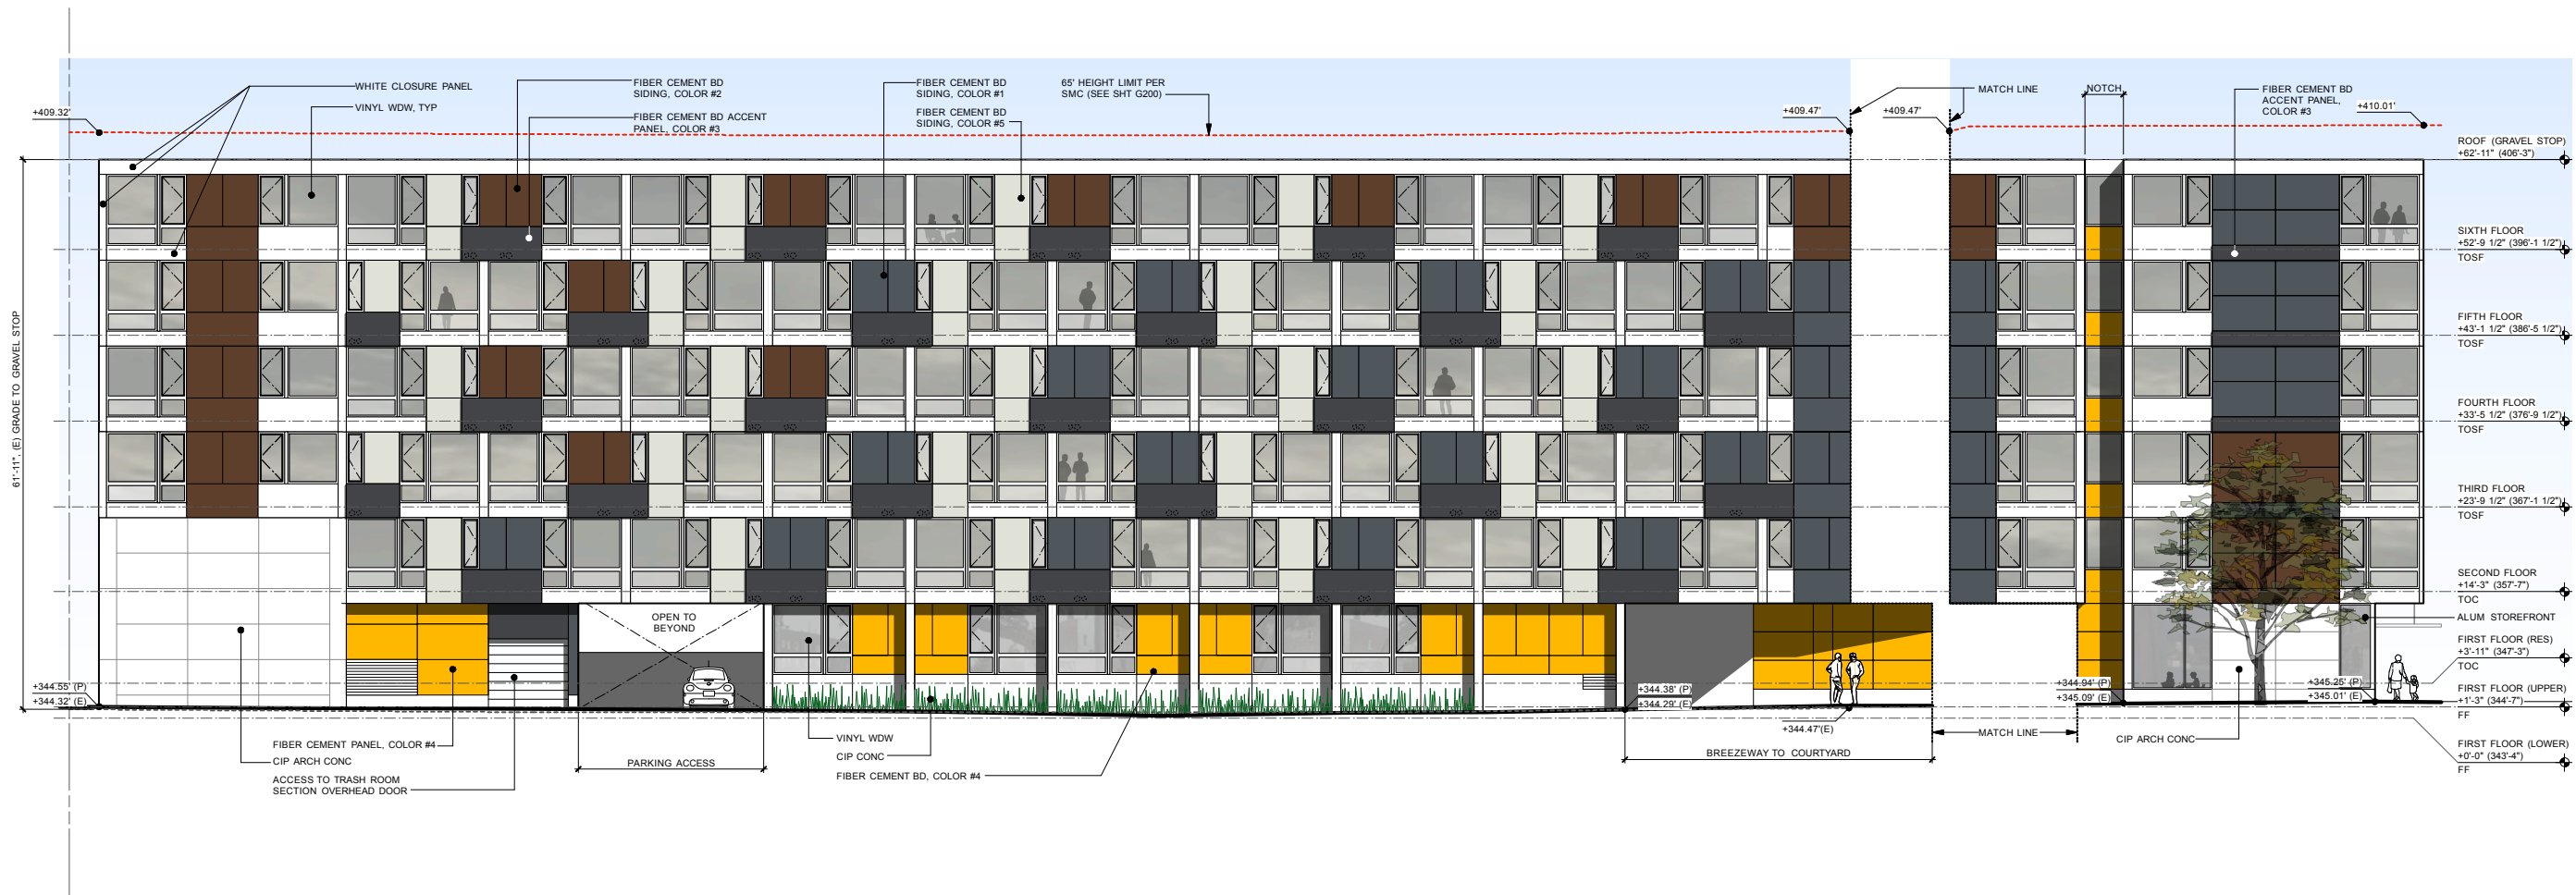 WHITE CLOSURE PANEL
VINYL WDW, TYP
+409.32'
FIBER CEMENT BD
SIDING, COLOR #2
FIBER CEMENT BD ACCENT
PANEL, COLOR #3
FIBER CEMENT BD
SIDING, COLOR #1
FIBER CEMENT BD
SIDING, COLOR #5
65' HEIGHT LIMIT PER
SMC (SEE SHT G200)
+409.47'
+409.47'
MATCH LINE
NOTCH
FIBER CEMENT BD
ACCENT PANEL,
COLOR #3
+410.01'
ROOF (GRAVEL STOP)
+62'-11" (406'-3")
SIXTH FLOOR
+52'-9 1/2" (396'-1 1/2")
TOSF
FIFTH FLOOR
+43'-1 1/2" (386'-5 1/2")
TOSF
FOURTH FLOOR
+33'-5 1/2" (376'-9 1/2")
TOSF
THIRD FLOOR
+23'-9 1/2" (367'-1 1/2")
TOSF
SECOND FLOOR
+14'-3" (357'-7")
TOC
ALUM STOREFRONT
FIRST FLOOR (RES)
+3'-11" (347'-3")
TOC
FIRST FLOOR (UPPER)
+1'-3" (344'-7")
FF
FIRST FLOOR (LOWER)
+0'-0" (343'-4")
FF
61'-11", (E) GRADE TO GRAVEL STOP
OPEN TO
BEYOND
+344.55' (P)
+344.32' (E)
+344.38' (P)
+344.29' (E)
+344.47'(E)
+344.94' (P)
+345.09' (E)
+345.25' (P)
+345.01' (E)
FIBER CEMENT PANEL, COLOR #4
CIP ARCH CONC
ACCESS TO TRASH ROOM
SECTION OVERHEAD DOOR
PARKING ACCESS
VINYL WDW
CIP CONC
FIBER CEMENT BD, COLOR #4
BREEZEWAY TO COURTYARD
MATCH LINE
CIP ARCH CONC